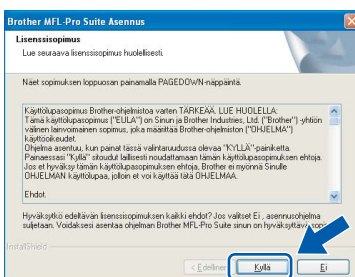 Brother MFL-Pro Suite Asennus
Lisenssisopimus
Lue seuraava lisenssisopimus huolellisesti.
Näet sopimuksen loppuosan painamalla PAGEDOWN-näppäintä.
Käyttölupasopimus Brother-ohjelmistoa varten TÄRKEÄÄ. LUE HUOLELLA:
Tämä käyttölupasopimus ("EULA") on Sinun ja Brother Industries, Ltd. ("Brother") -yhtiön
välinen lainvoimainen sopimus, joka määrittää Brother-ohjelmiston ("OHJELMA")
käyttöoikeudet.
Ohjelma asentuu, kun painat tässä valintaruudussa olevaa "KYLLÄ"-painiketta.
Painaessasi "Kyllä" sitoudut laillisesti noudattamaan tämän käyttölupasopimuksen ehtoja.
Jos et hyväksy tämän käyttölupasopimuksen ehtoja, Brother ei myönnä Sinulle
OHJELMAN käyttölupaa, jolloin et voi käyttää tätä OHJELMAA.
Ehdot.
Hyväksytkö edeltävän lisenssisopimuksen kaikki ehdot? Jos valitset Ei, asennusohjelma
suljetaan. Voidaksesi asentaa ohjelman Brother MFL-Pro Suite sinun on hyväksyttävä
InstallShield
< Edellinen
Kyllä
Ei